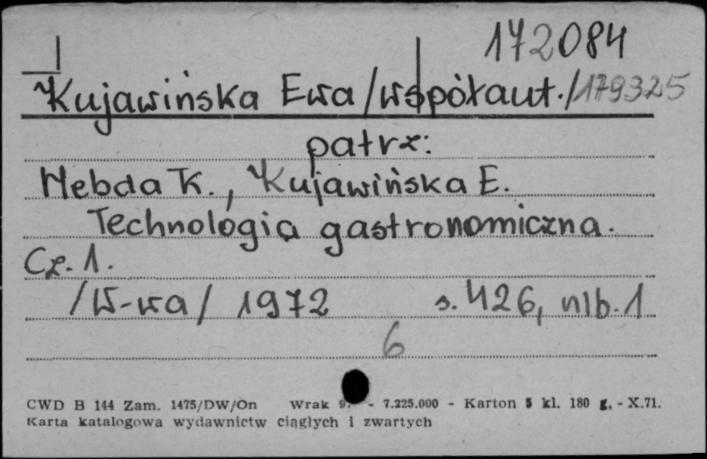 172084
Kujawińska Ewa /współaut./ 179325
patrz:
Hebda K., Kujawińska E.
Technologia gastronomiczna.
Cz. 1.
/W-wa/ 1972 s. 426, nlb. 1
6
CWD B 144 Zam. 1475/DW/On Wrak - 7.225.000 - Karton 5 kl. 180 g. - X.71.
Karta katalogowa wydawnictw ciągłych i zwartych